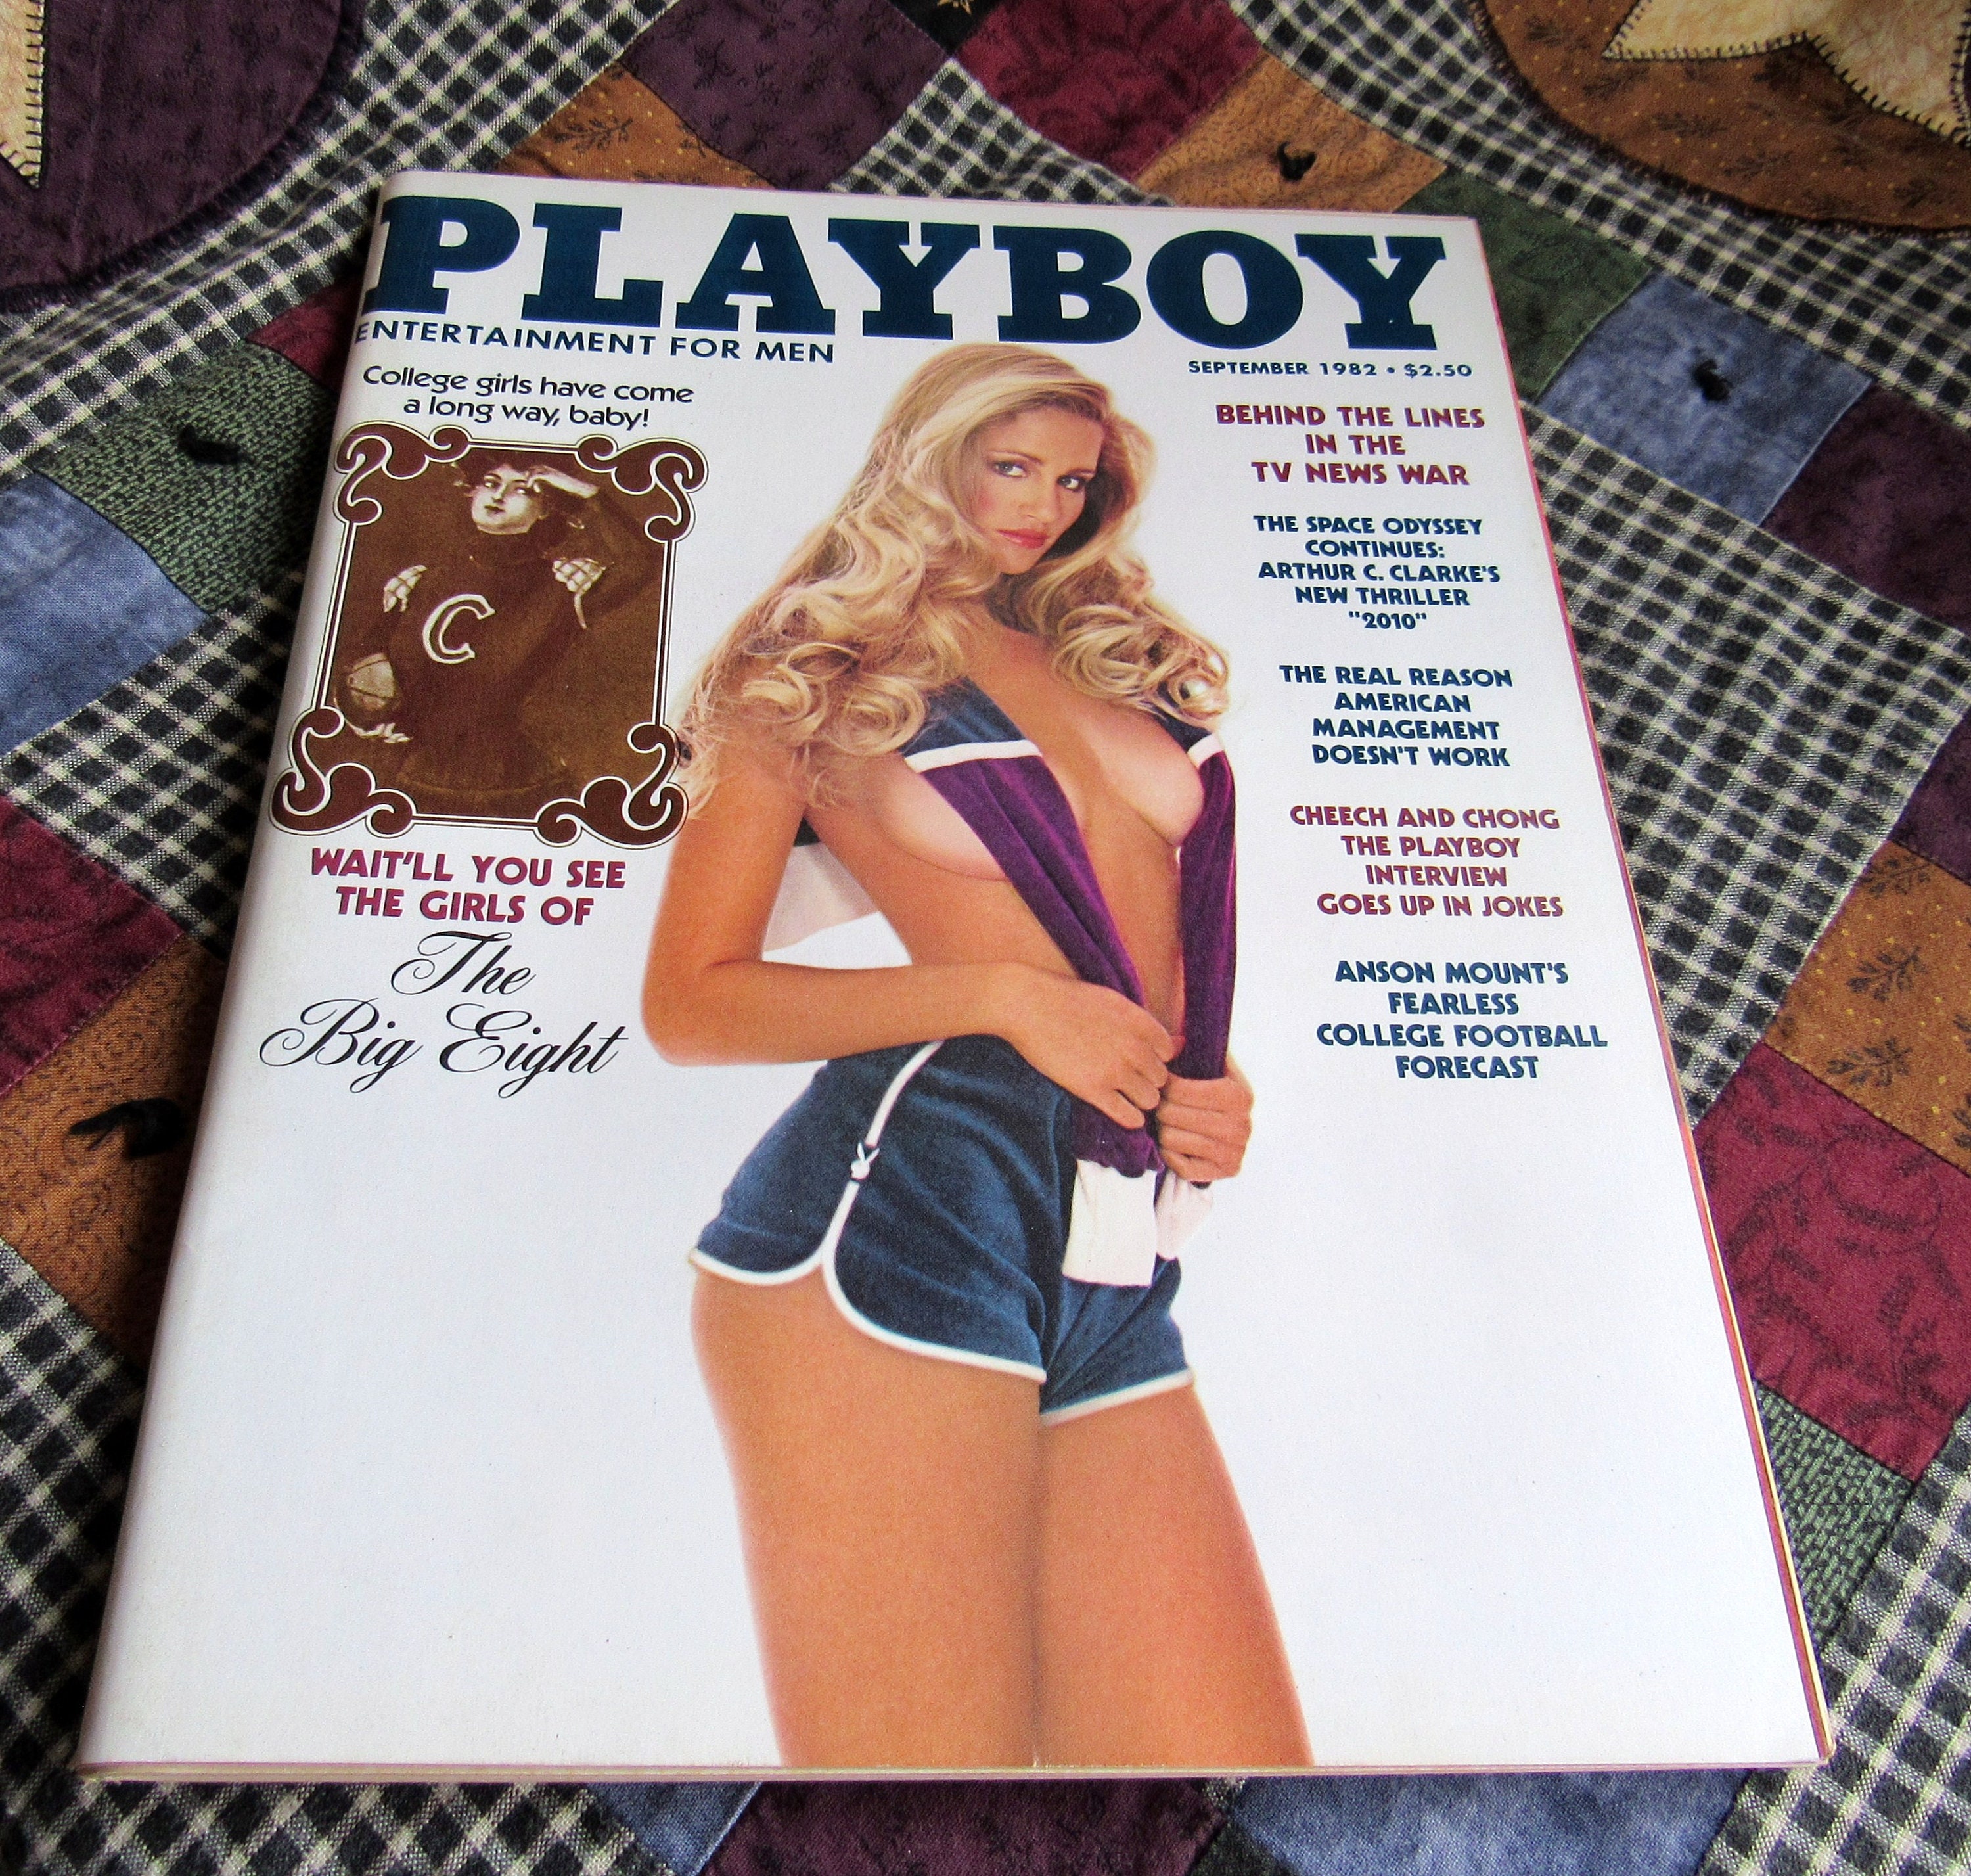 PLAYBOY
ENTERTAINMENT FOR MEN
SEPTEMBER 1982 • $2.50
College girls have come
a long way, baby!
C
WAIT'LL YOU SEE
THE GIRLS OF
The
Big Eight
BEHIND THE LINES
IN THE
TV NEWS WAR
THE SPACE ODYSSEY
CONTINUES:
ARTHUR C. CLARKE'S
NEW THRILLER
"2010"
THE REAL REASON
AMERICAN
MANAGEMENT
DOESN'T WORK
CHEECH AND CHONG
THE PLAYBOY
INTERVIEW
GOES UP IN JOKES
ANSON MOUNT'S
FEARLESS
COLLEGE FOOTBALL
FORECAST